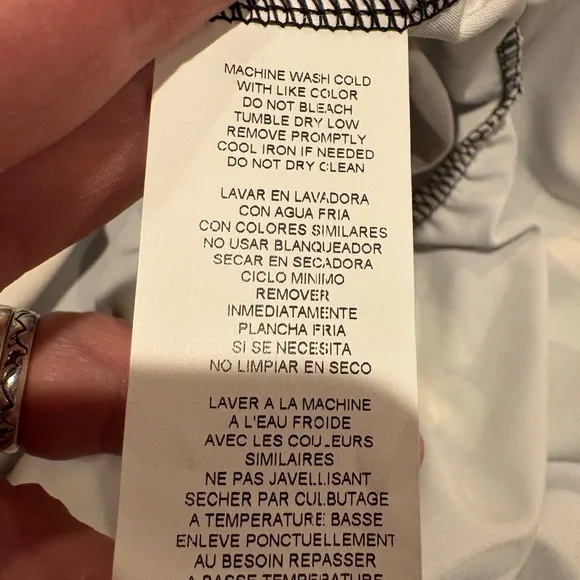 MACHINE WASH COLD
WITH LIKE COLOR
DO NOT BLEACH
TUMBLE DRY LOW
REMOVE PROMPTLY
COOL IRON IF NEEDED
DO NOT DRY CLEAN
LAVAR EN LAVADORA
CON AGUA FRIA
CON COLORES SIMILARES
NO USAR BLANQUEADOR
SECAR EN SECADORA
CICLO MINIMO
REMOVER
INMEDIATAMENTE
PLANCHA FRIA
SI SE NECESITA
NO LIMPIAR EN SECO
LAVER A LA MACHINE
A L'EAU FROIDE
AVEC LES COULEURS
SIMILAIRES
NE PAS JAVELLISANT
SECHER PAR CULBUTAGE
A TEMPERATURE BASSE
ENLEVE PONCTUELLEMENT
AU BESOIN REPASSER
A BASSE TEMPERATURE